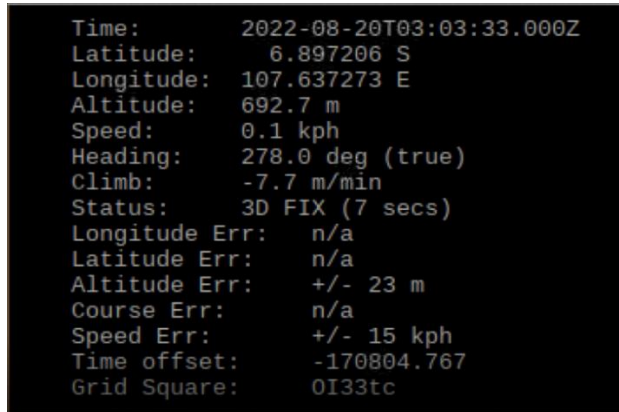 Time: 2022-08-20T03:03:33.000Z
Latitude: 6.897206 S
Longitude: 107.637273 E
Altitude: 692.7 m
Speed: 0.1 kph
Heading: 278.0 deg (true)
Climb: -7.7 m/min
Status: 3D FIX (7 secs)
Longitude Err: n/a
Latitude Err: n/a
Altitude Err: +/- 23 m
Course Err: n/a
Speed Err: +/- 15 kph
Time offset: -170804.767
Grid Square: OI33tc